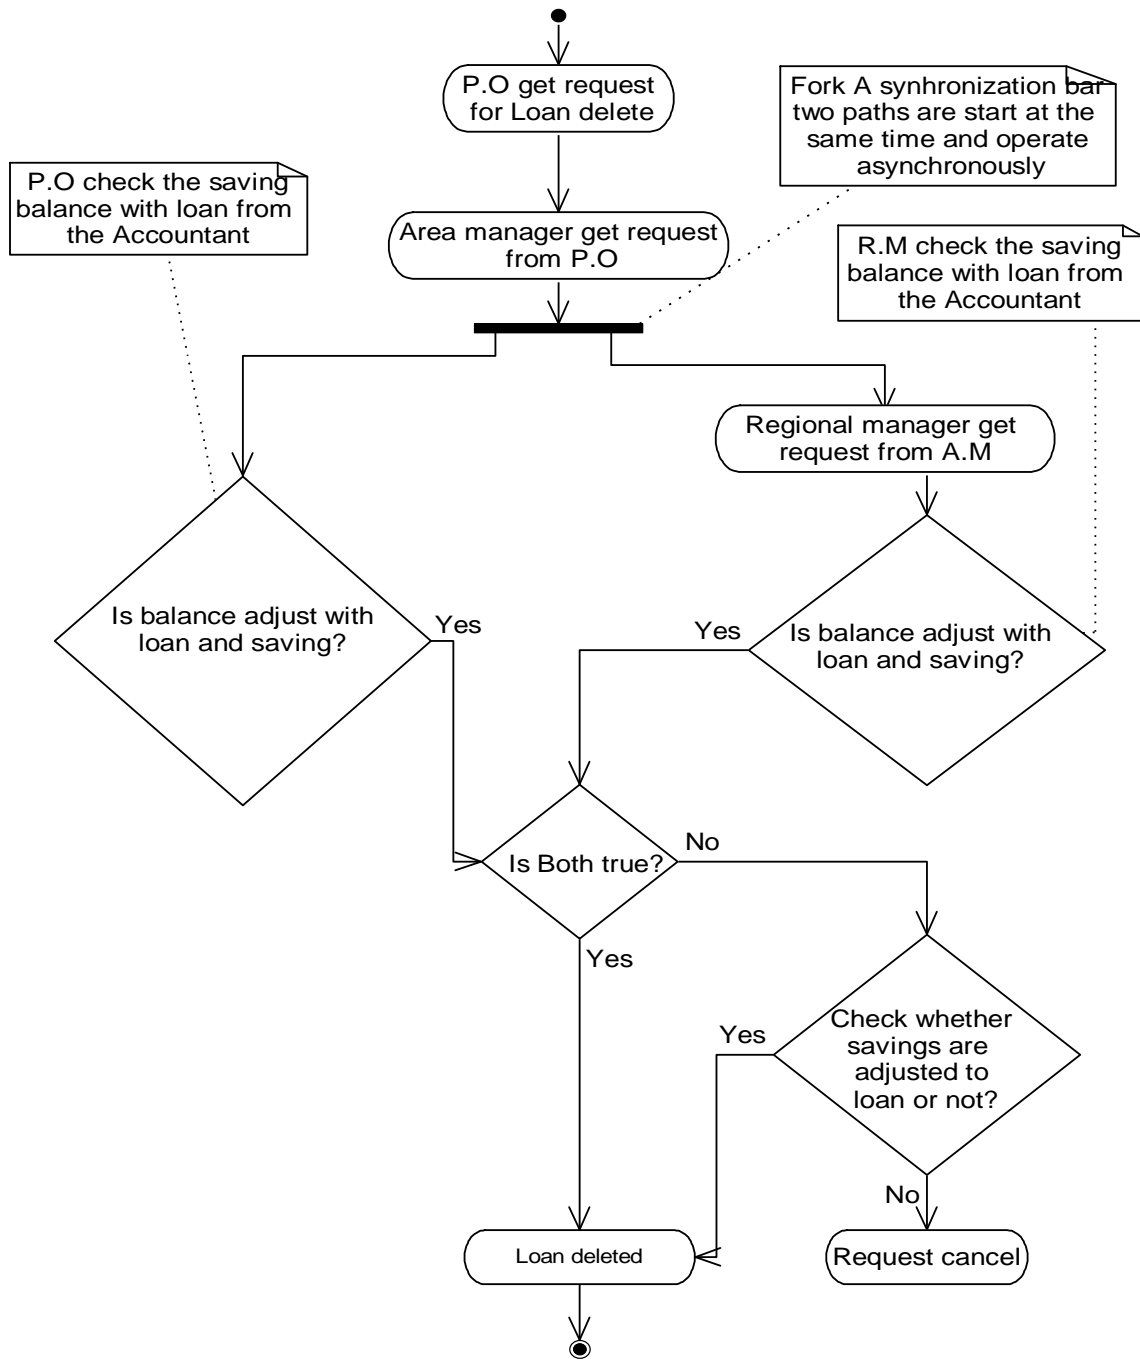 P.O get request
for Loan delete
Fork A synhronization bar
two paths are start at the
same time and operate
asynchronously
P.O check the saving
balance with loan from
the Accountant
Area manager get request
from P.O
R.M check the saving
balance with loan from
the Accountant
Regional manager get
request from A.M
Is balance adjust with
loan and saving?
Yes
Yes
Is balance adjust with
loan and saving?
Is Both true?
No
Yes
Check whether
savings are
adjusted to
loan or not?
Yes
No
Loan deleted
Request cancel